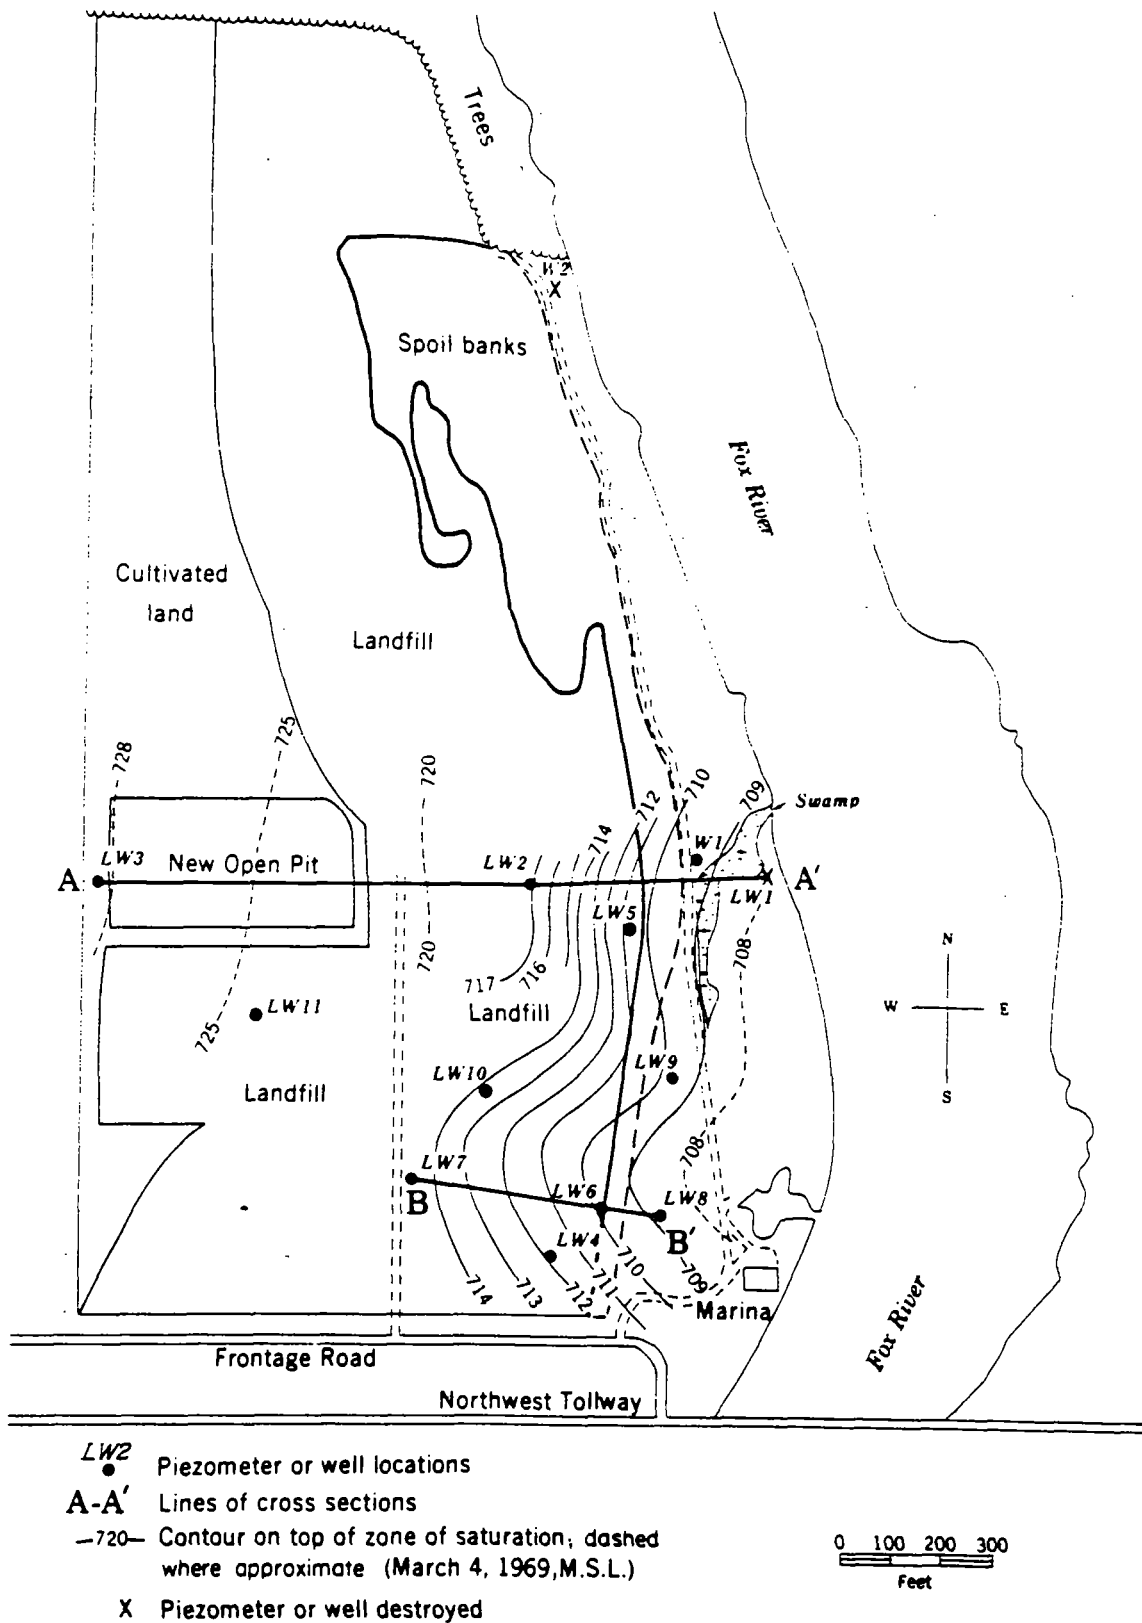 Trees
W2
X
Spoil banks
Fox River
Cultivated
land
Landfill
728
725
720
712
710
709
Swamp
714
W1
A
LW3
New Open Pit
LW2
LW1
X
A'
LW5
720
717
716
708
N
W
E
S
LW11
725
Landfill
LW10
LW9
Landfill
LW7
B
LW6
LW8
B'
708
LW4
714
713
712
711
710
709
Marina
Fox River
Frontage Road
Northwest Tollway
LW2
Piezometer or well locations
A-A' Lines of cross sections
—720— Contour on top of zone of saturation; dashed
where approximate (March 4, 1969, M.S.L.)
X Piezometer or well destroyed
0 100 200 300
Feet